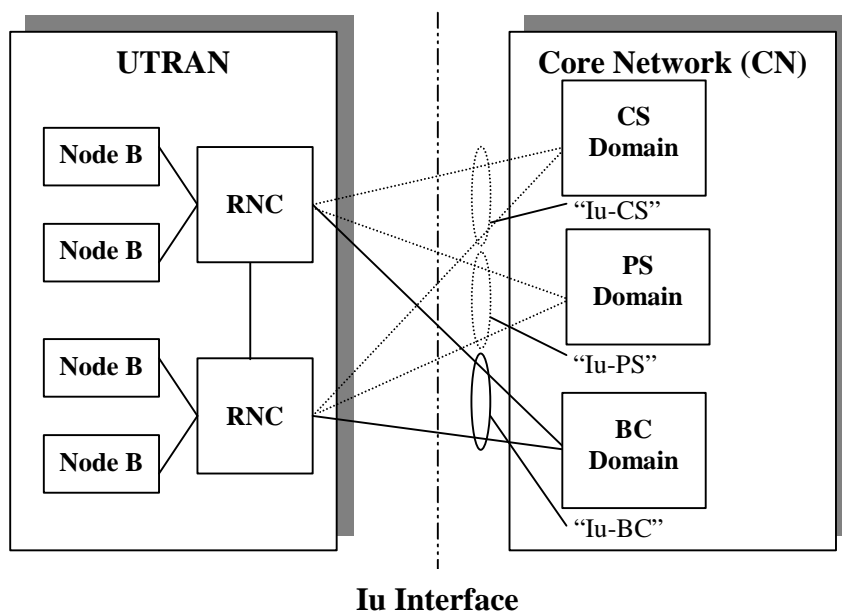 UTRAN
Node B
Node B
RNC
Node B
Node B
RNC
Core Network (CN)
CS
Domain
“Iu-CS”
PS
Domain
“Iu-PS”
BC
Domain
“Iu-BC”
Iu Interface